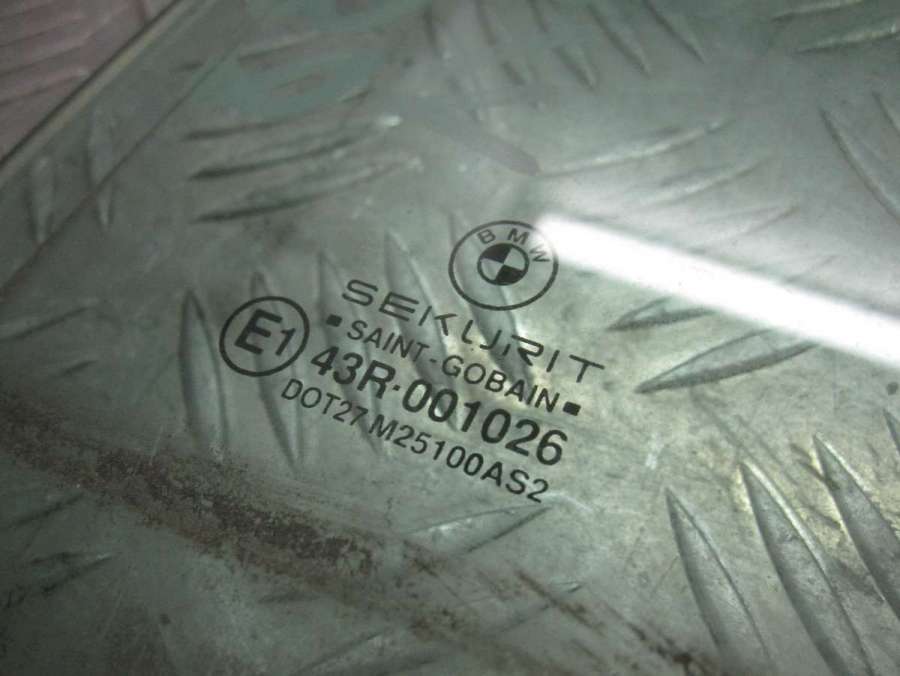 BMW
SEKURIT
▪ SAINT-GOBAIN ▪
E1
43R-001026
DOT27 M25100AS2